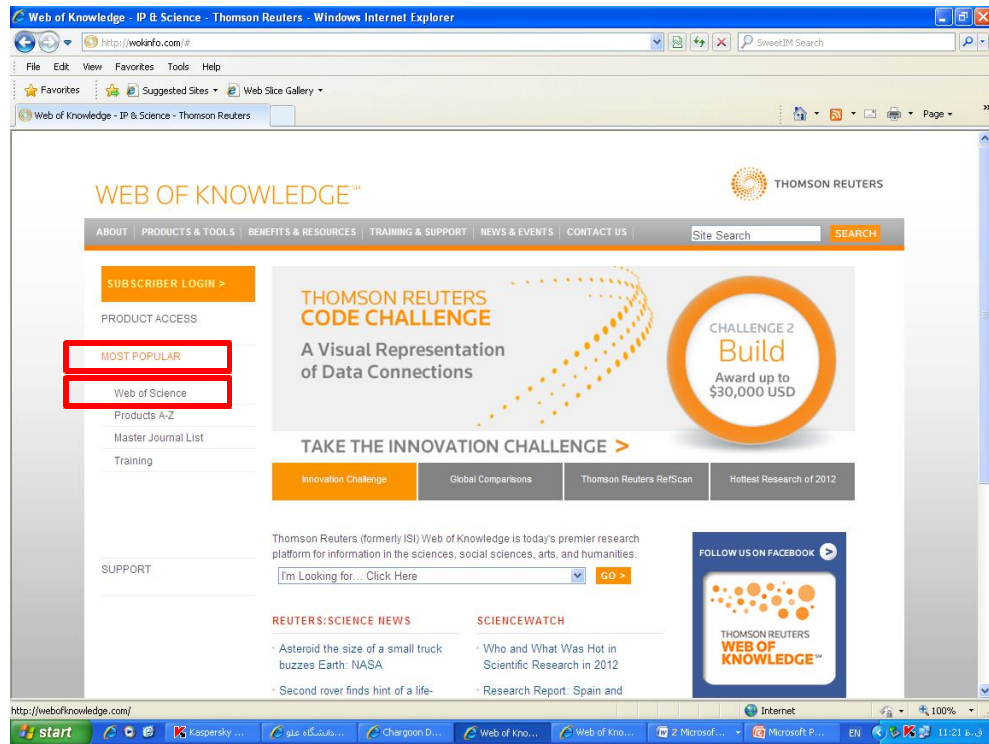 Web of Knowledge - IP & Science - Thomson Reuters - Windows Internet Explorer
http://wokinfo.com/#
SweetIM Search
File Edit View Favorites Tools Help
Favorites Suggested Sites Web Slice Gallery
Web of Knowledge - IP & Science - Thomson Reuters
Page
WEB OF KNOWLEDGE℠
THOMSON REUTERS
ABOUT | PRODUCTS & TOOLS | BENEFITS & RESOURCES | TRAINING & SUPPORT | NEWS & EVENTS | CONTACT US |
Site Search
SEARCH
SUBSCRIBER LOGIN >
PRODUCT ACCESS
MOST POPULAR
Web of Science
Products A-Z
Master Journal List
Training
SUPPORT
THOMSON REUTERS
CODE CHALLENGE
A Visual Representation
of Data Connections
CHALLENGE 2
Build
Award up to
$30,000 USD
TAKE THE INNOVATION CHALLENGE >
Innovation Challenge
Global Comparisons
Thomson Reuters RefScan
Hottest Research of 2012
Thomson Reuters (formerly ISI) Web of Knowledge is today's premier research
platform for information in the sciences, social sciences, arts, and humanities.
I'm Looking for... Click Here
GO >
REUTERS:SCIENCE NEWS
Asteroid the size of a small truck
buzzes Earth: NASA
Second rover finds hint of a life-
SCIENCEWATCH
Who and What Was Hot in
Scientific Research in 2012
Research Report: Spain and
FOLLOW US ON FACEBOOK >
THOMSON REUTERS
WEB OF
KNOWLEDGE℠
http://webofknowledge.com/
Internet
100%
start
Kaspersky ...
دانشگاه علو...
Chargoon D...
Web of Kno...
Web of Kno...
2 Microsof...
Microsoft P...
EN
11:21 ب.ظ